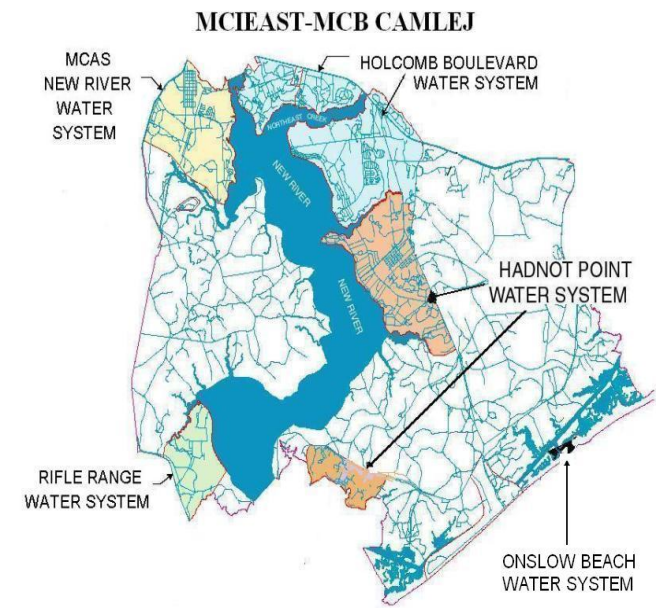 MCIEAST-MCB CAMLEJ
MCAS
NEW RIVER
WATER
SYSTEM
HOLCOMB BOULEVARD
WATER SYSTEM
NORTHEAST CREEK
NEW RIVER
NEW RIVER
HADNOT POINT
WATER SYSTEM
RIFLE RANGE
WATER SYSTEM
ONSLOW BEACH
WATER SYSTEM